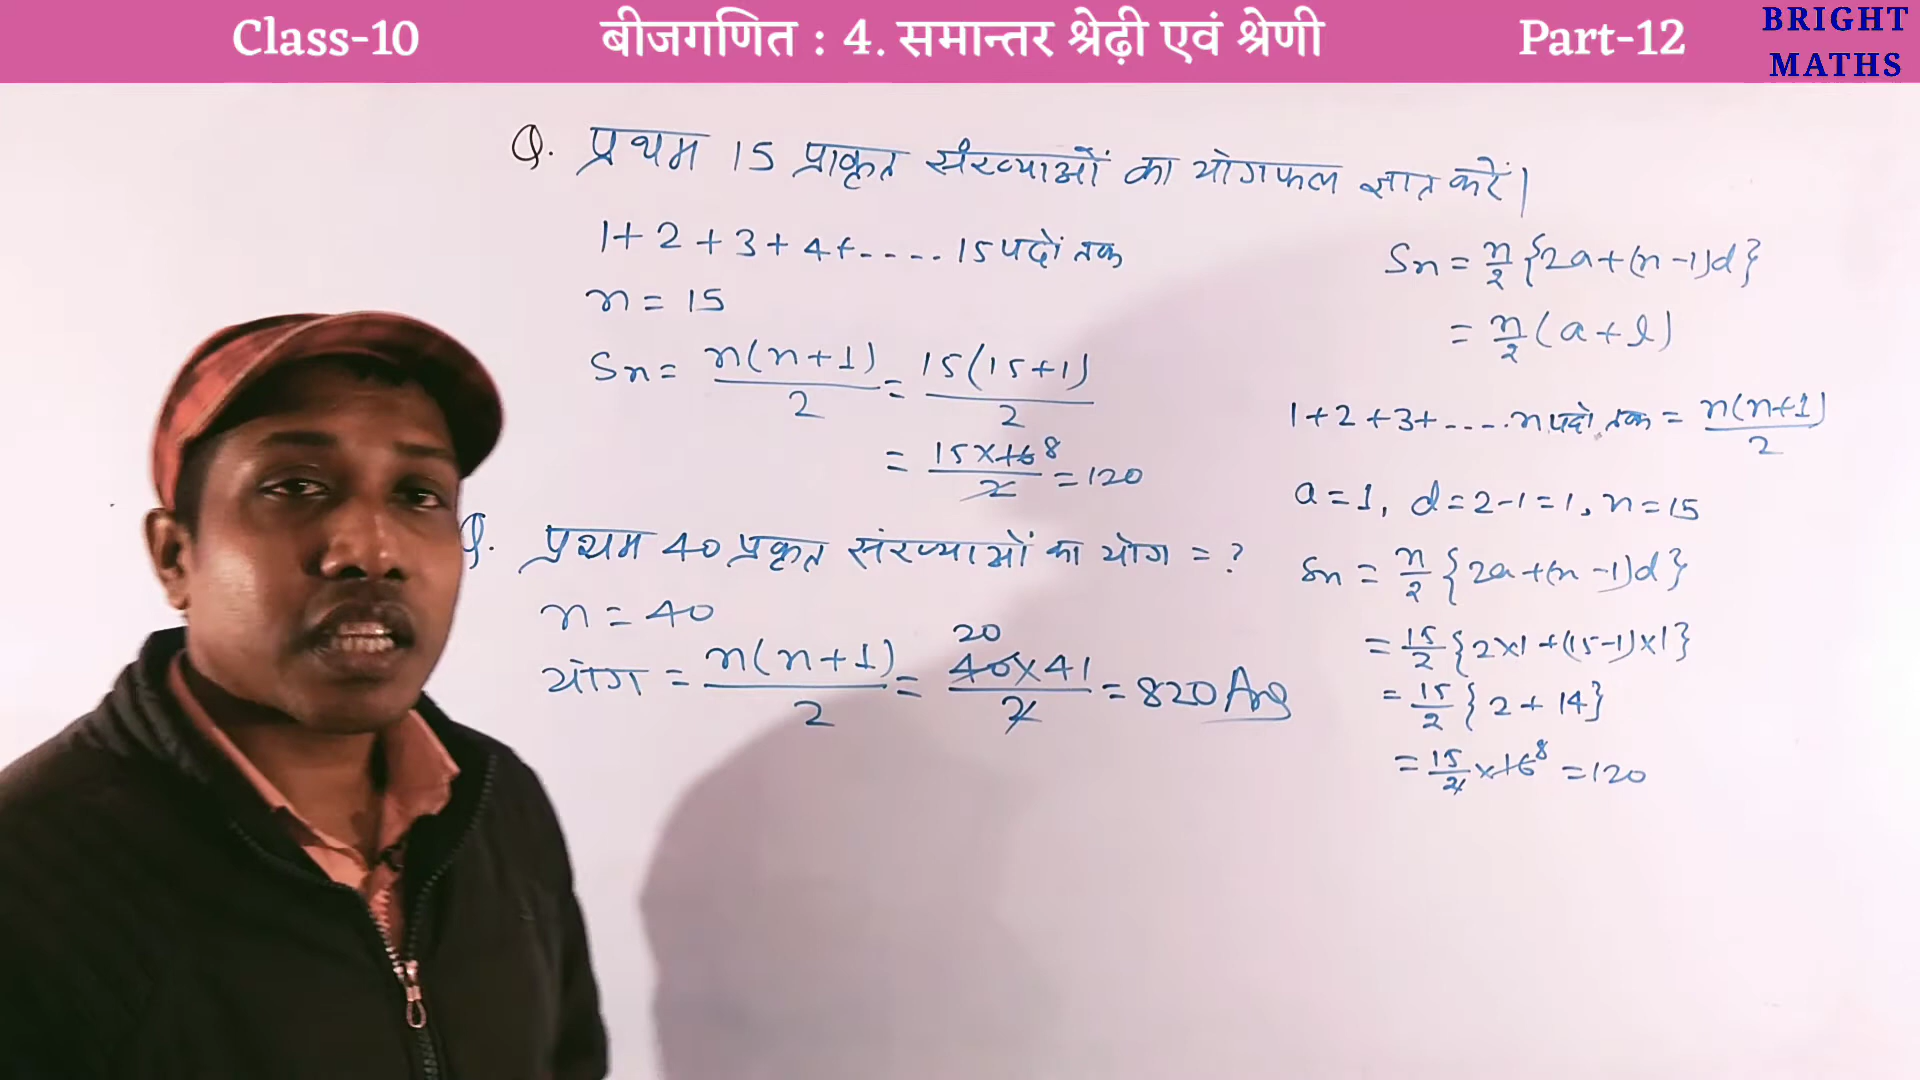 Class-10 बीजगणित : 4. समान्तर श्रेढ़ी एवं श्रेणी Part-12
BRIGHT
MATHS
Q. प्रथम 15 प्राकृत संख्याओं का योगफल ज्ञात करें।
1+2+3+4+----. 15 पदों तक
n = 15
Sn = n(n+1)/2 = 15(15+1)/2
= 15×16 8/2 = 120
Q. प्रथम 40 प्रकृत संख्याओं का योग = ?
n = 40
योग = n(n+1)/2 = 20 40×41/2 = 820 Ans
Sn = n/2 {2a+(n-1)d}
= n/2 (a+l)
1+2+3+----. n पदों तक = n(n+1)/2
a=1, d=2-1=1, n=15
Sn = n/2 {2a+(n-1)d}
= 15/2 {2×1+(15-1)×1}
= 15/2 {2+14}
= 15/2 ×16 8 = 120